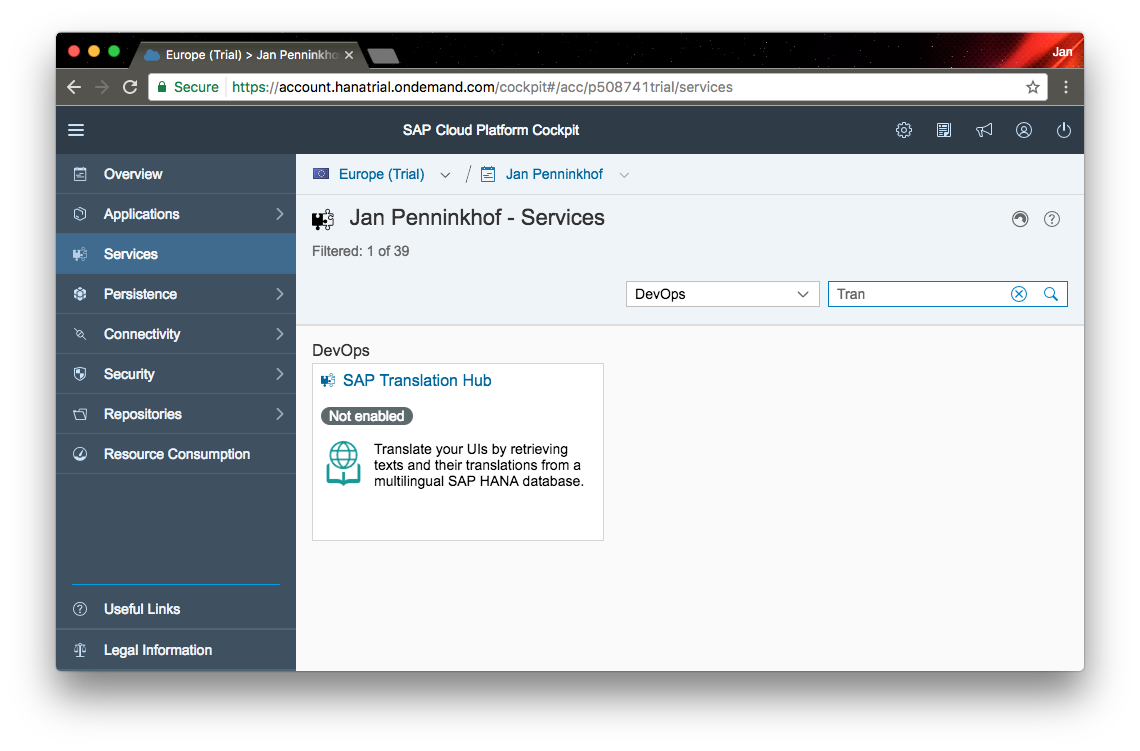 Europe (Trial) > Jan Penninkho
Jan
Secure
https://account.hanatrial.ondemand.com/cockpit#/acc/p508741trial/services
SAP Cloud Platform Cockpit
Overview
Applications
Services
Persistence
Connectivity
Security
Repositories
Resource Consumption
Useful Links
Legal Information
Europe (Trial) / Jan Penninkhof
Jan Penninkhof - Services
Filtered: 1 of 39
DevOps
Tran
DevOps
SAP Translation Hub
Not enabled
Translate your UIs by retrieving
texts and their translations from a
multilingual SAP HANA database.